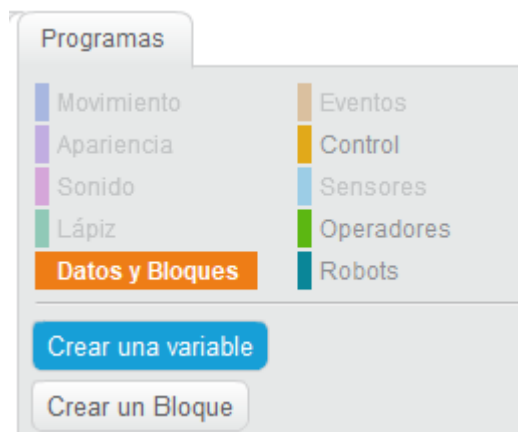 Programas
Movimiento
Eventos
Apariencia
Control
Sonido
Sensores
Lápiz
Operadores
Datos y Bloques
Robots
Crear una variable
Crear un Bloque